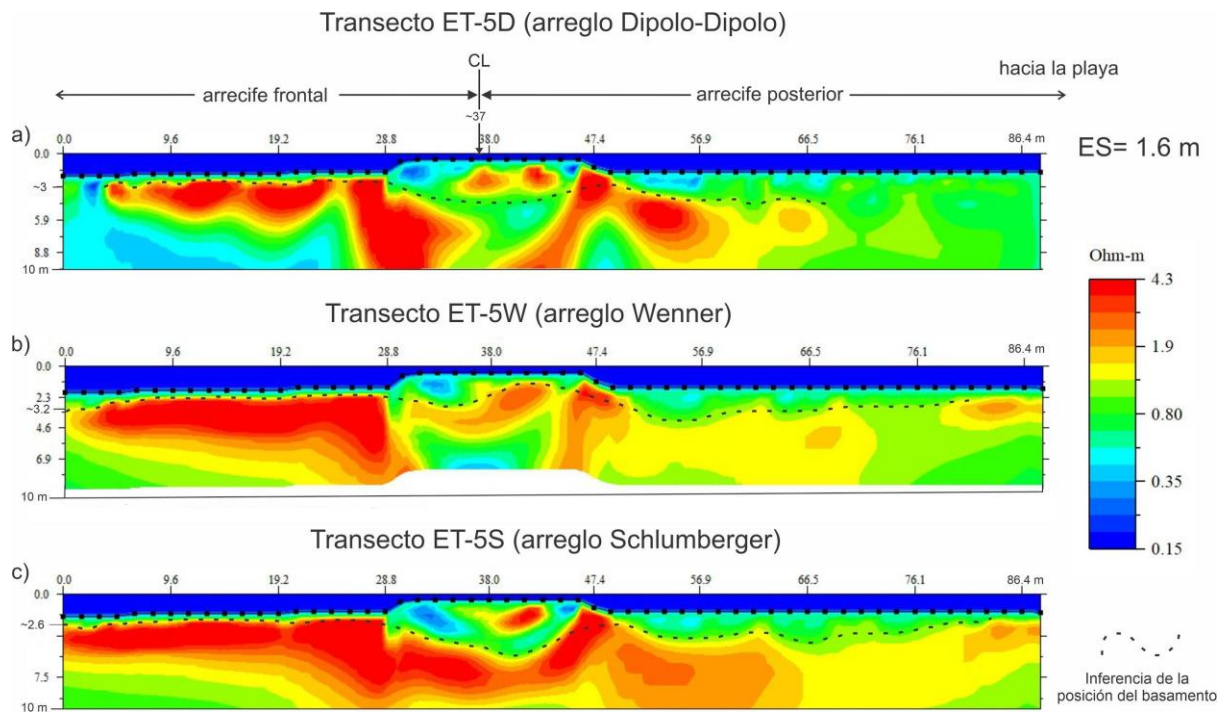 Transecto ET-5D (arreglo Dipolo-Dipolo)
CL
hacia la playa
arrecife frontal
arrecife posterior
~37
a)
0.0 9.6 19.2 28.8 38.0 47.4 56.9 66.5 76.1 86.4 m
ES= 1.6 m
0.0
~3
5.9
8.8
10 m
Ohm-m
4.3
1.9
0.80
0.35
0.15
Transecto ET-5W (arreglo Wenner)
b)
0.0 9.6 19.2 28.8 38.0 47.4 56.9 66.5 76.1 86.4 m
0.0
2.3
~3.2
4.6
6.9
10 m
Transecto ET-5S (arreglo Schlumberger)
c)
0.0 9.6 19.2 28.8 38.0 47.4 56.9 66.5 76.1 86.4 m
0.0
~2.6
7.5
10 m
Inferencia de la
posición del basamento